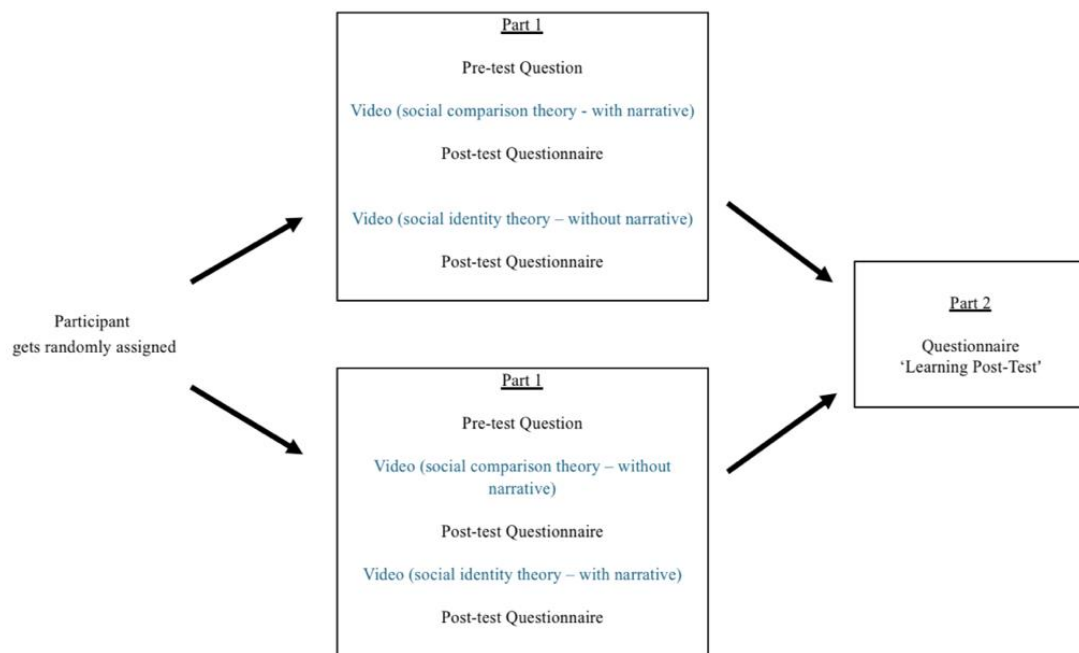 Participant
gets randomly assigned
Part 1
Pre-test Question
Video (social comparison theory - with narrative)
Post-test Questionnaire
Video (social identity theory – without narrative)
Post-test Questionnaire
Part 1
Pre-test Question
Video (social comparison theory – without
narrative)
Post-test Questionnaire
Video (social identity theory – with narrative)
Post-test Questionnaire
Part 2
Questionnaire
‘Learning Post-Test’